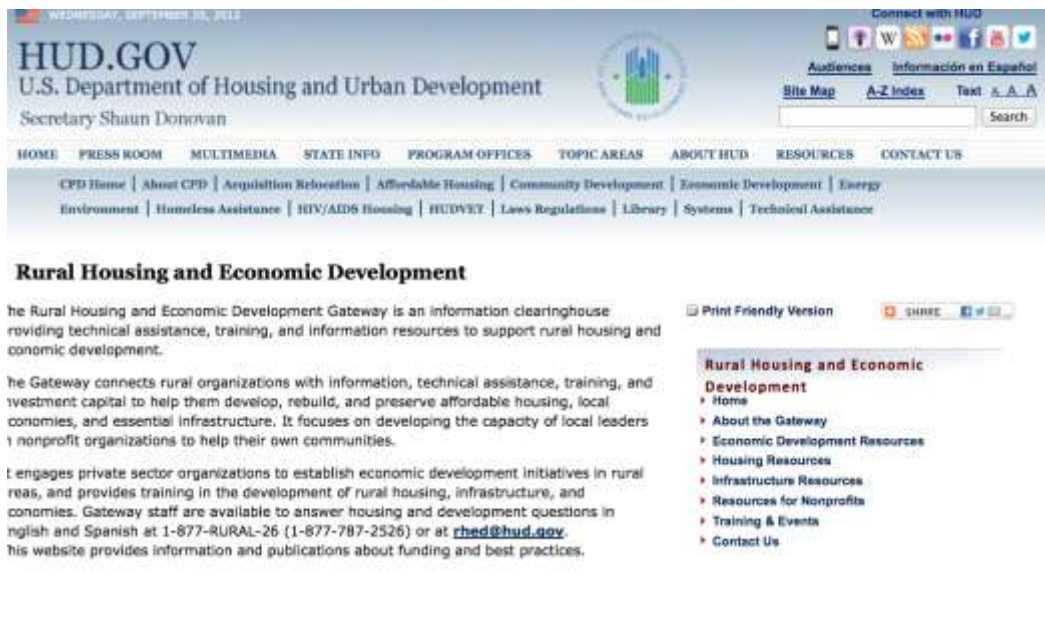 WEDNESDAY, SEPTEMBER
Connect with HUD
HUD.GOV
U.S. Department of Housing and Urban Development
Secretary Shaun Donovan
W
Audiences Información en Español
Site Map A-Z Index Text A A A
Search
HOME PRESS ROOM MULTIMEDIA STATE INFO PROGRAM OFFICES TOPIC AREAS ABOUT HUD RESOURCES CONTACT US
CPD Home | About CPD | Acquisition Relocation | Affordable Housing | Community Development | Economic Development | Energy
Environment | Homeless Assistance | HIV/AIDS Housing | HUDVET | Laws Regulations | Library | Systems | Technical Assistance
Rural Housing and Economic Development
he Rural Housing and Economic Development Gateway is an information clearinghouse
roviding technical assistance, training, and information resources to support rural housing and
conomic development.
he Gateway connects rural organizations with information, technical assistance, training, and
nvestment capital to help them develop, rebuild, and preserve affordable housing, local
conomies, and essential infrastructure. It focuses on developing the capacity of local leaders
nonprofit organizations to help their own communities.
t engages private sector organizations to establish economic development initiatives in rural
reas, and provides training in the development of rural housing, infrastructure, and
conomies. Gateway staff are available to answer housing and development questions in
nglish and Spanish at 1-877-RURAL-26 (1-877-787-2526) or at rhed@hud.gov.
his website provides information and publications about funding and best practices.
Print Friendly Version
SHARE
Rural Housing and Economic
Development
Home
About the Gateway
Economic Development Resources
Housing Resources
Infrastructure Resources
Resources for Nonprofits
Training & Events
Contact Us